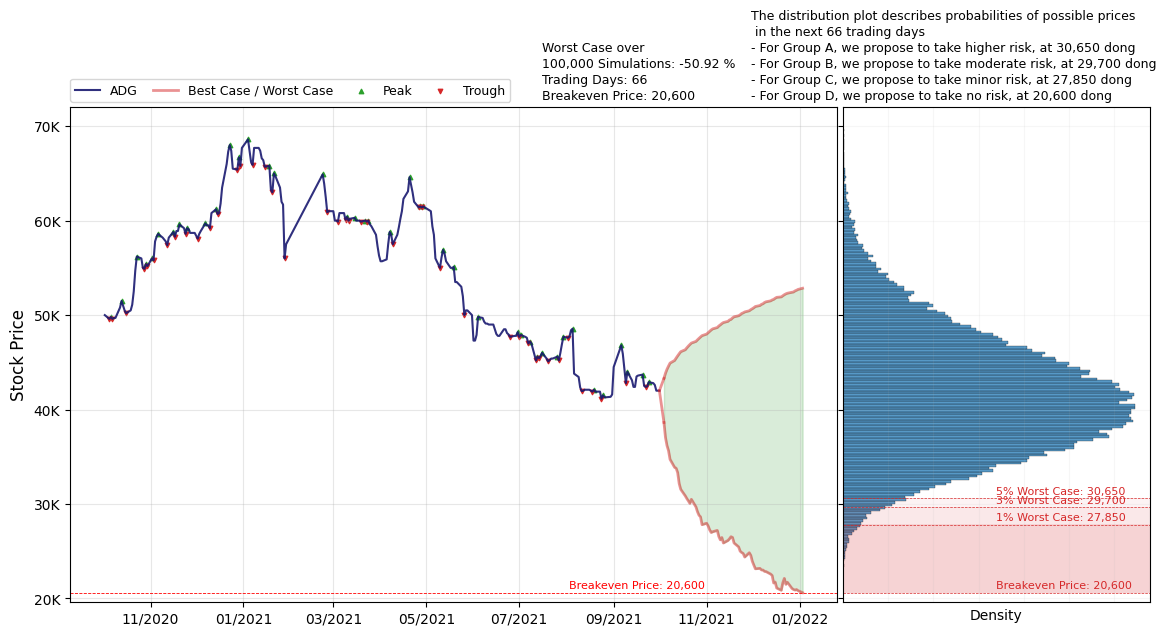 The distribution plot describes probabilities of possible prices
in the next 66 trading days
- For Group A, we propose to take higher risk, at 30,650 dong
- For Group B, we propose to take moderate risk, at 29,700 dong
- For Group C, we propose to take minor risk, at 27,850 dong
- For Group D, we propose to take no risk, at 20,600 dong
Worst Case over
100,000 Simulations: -50.92 %
Trading Days: 66
Breakeven Price: 20,600
ADG
Best Case / Worst Case
Peak
Trough
Stock Price
70K
60K
50K
40K
30K
20K
Breakeven Price: 20,600
11/2020
01/2021
03/2021
05/2021
07/2021
09/2021
11/2021
01/2022
5% Worst Case: 30,650
3% Worst Case: 29,700
1% Worst Case: 27,850
Breakeven Price: 20,600
Density